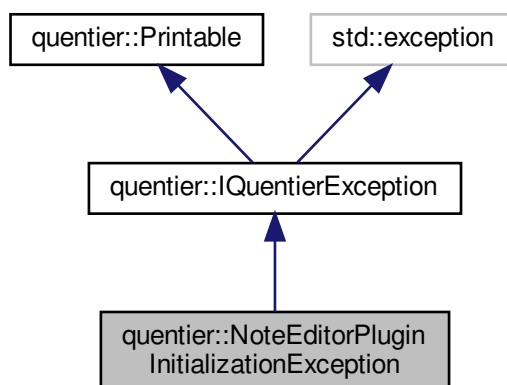 quentier::Printable
std::exception
quentier::IQuentierException
quentier::NoteEditorPlugin
InitializationException